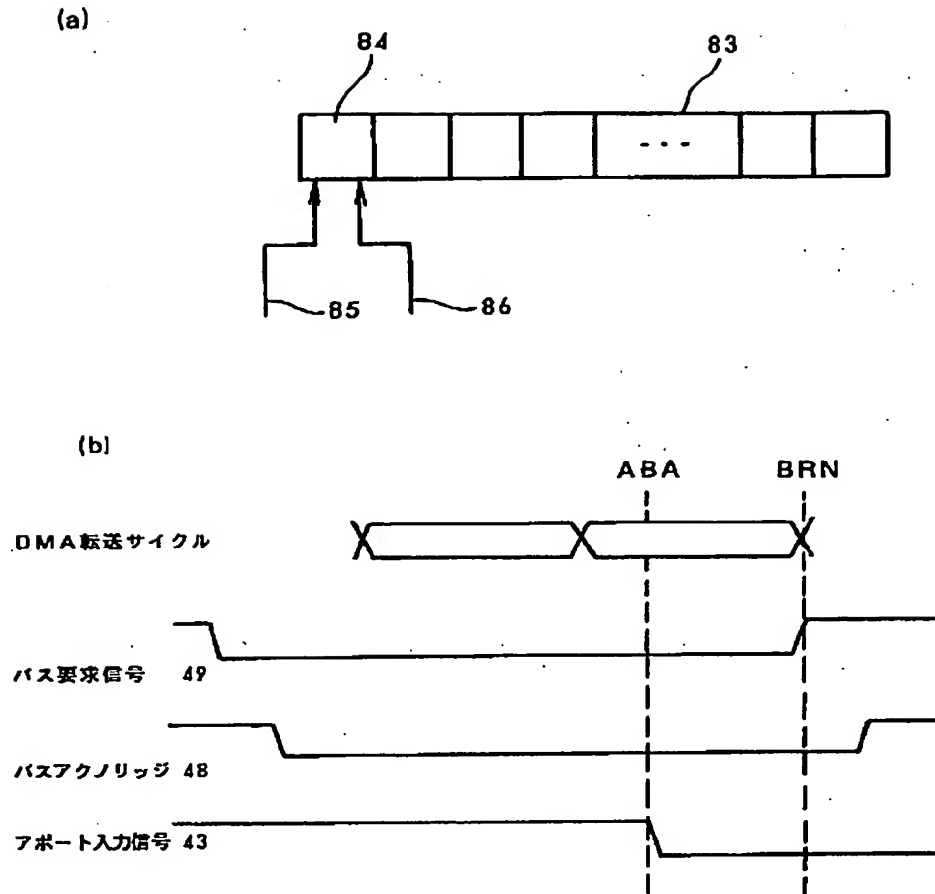 (a)
84
83
- - -
85
86
(b)
ABA BRN
DMA転送サイクル
バス要求信号 49
バスアクノリッジ 48
アボート入力信号 43